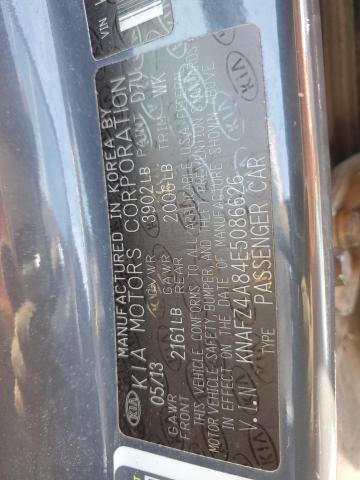 VIN
MANUFACTURED IN KOREA BY
KIA KIA MOTORS CORPORATION
05/13 GVWR 3902LB PAINT D7U
GAWR FRONT 2161LB GAWR REAR 2006LB TRIM WK
THIS VEHICLE CONFORMS TO ALL APPLICABLE U.S.A FEDERAL
MOTOR VEHICLE SAFETY, BUMPER, AND THEFT PREVENTION STANDARDS
IN EFFECT ON THE DATE OF MANUFACTURE SHOWN ABOVE
V.I.N : KNAFZ4A84E5086626
PASSENGER CAR